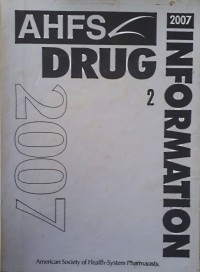 AHFS
DRUG
2007
INFORMATION
2
2007
American Society of Health-System Pharmacists.